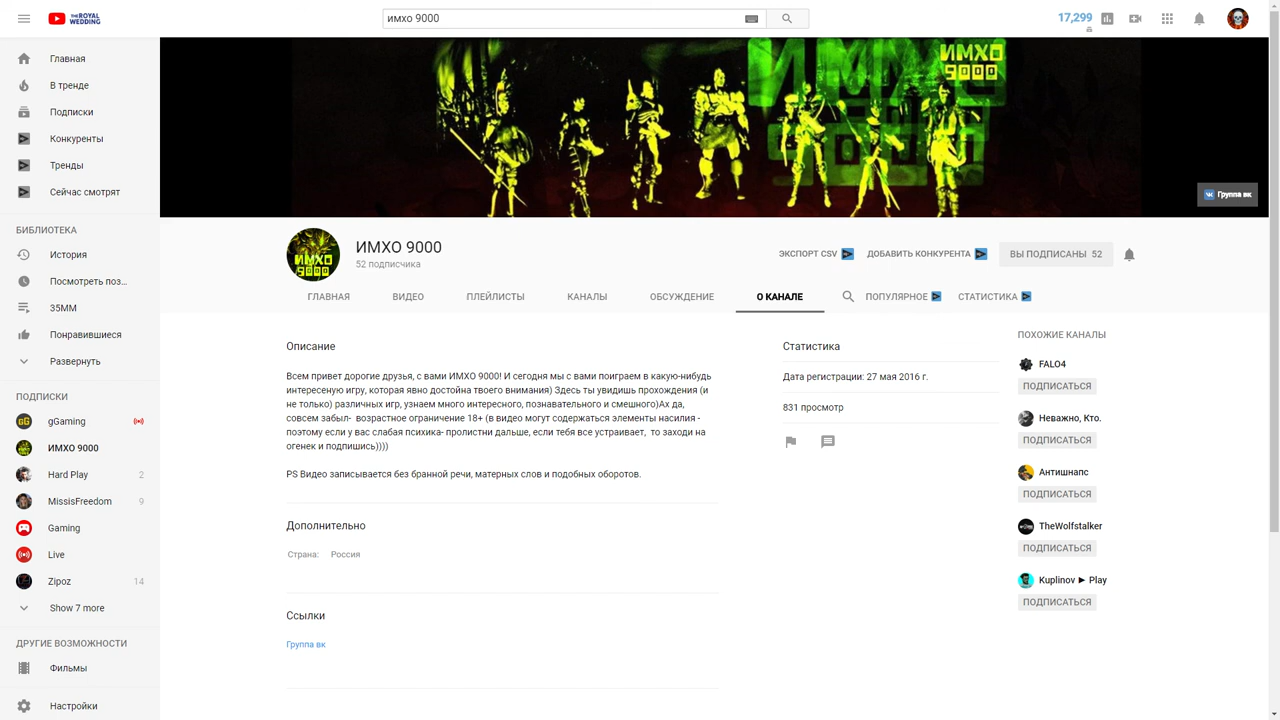 THE ROYAL
WEDDING
имхо 9000
17,299
Главная
В тренде
Подписки
Конкуренты
Тренды
Сейчас смотрят
БИБЛИОТЕКА
История
Посмотреть поз...
35ММ
Понравившиеся
Развернуть
ПОДПИСКИ
gGaming
ИМХО 9000
Hard Play 2
MissisFreedom 9
Gaming
Live
Zipoz 14
Show 7 more
ДРУГИЕ ВОЗМОЖНОСТИ
Фильмы
Настройки
ИМХО
9000
Группа вк
ИМХО
9000
ИМХО 9000
52 подписчика
ЭКСПОРТ CSV
ДОБАВИТЬ КОНКУРЕНТА
ВЫ ПОДПИСАНЫ 52
ГЛАВНАЯ ВИДЕО ПЛЕЙЛИСТЫ КАНАЛЫ ОБСУЖДЕНИЕ О КАНАЛЕ ПОПУЛЯРНОЕ СТАТИСТИКА
Описание
Всем привет дорогие друзья, с вами ИМХО 9000! И сегодня мы с вами поиграем в какую-нибудь
интересеную игру, которая явно достойна твоего внимания) Здесь ты увидишь прохождения (и
не только) различных игр, узнаем много интересного, познавательного и смешного)Ах да,
совсем забыл- возрастное ограничение 18+ (в видео могут содержаться элементы насилия -
поэтому если у вас слабая психика- пролистни дальше, если тебя все устраивает, то заходи на
огенек и подпишись))))
PS Видео записывается без бранной речи, матерных слов и подобных оборотов.
Дополнительно
Страна: Россия
Ссылки
Группа вк
Статистика
Дата регистрации: 27 мая 2016 г.
831 просмотр
ПОХОЖИЕ КАНАЛЫ
FALO4
ПОДПИСАТЬСЯ
Неважно, Кто.
ПОДПИСАТЬСЯ
Антишнапс
ПОДПИСАТЬСЯ
TheWolfstalker
ПОДПИСАТЬСЯ
Kuplinov ► Play
ПОДПИСАТЬСЯ